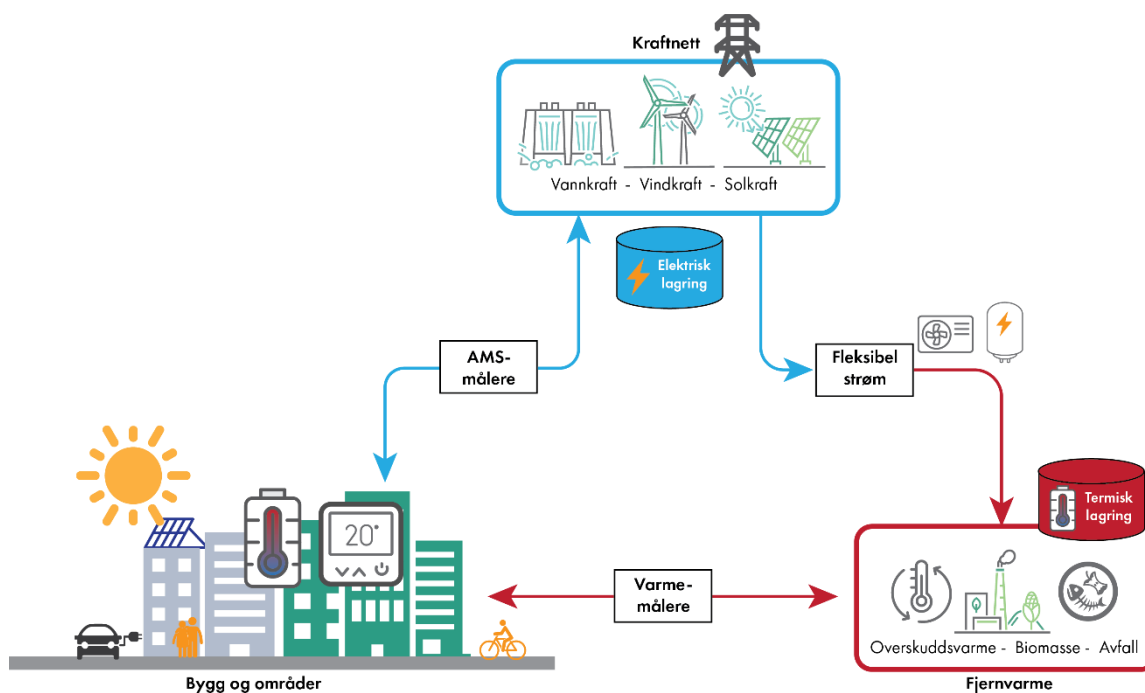 Kraftnett
Vannkraft - Vindkraft - Solkraft
Elektrisk
lagring
AMS-
målere
Fleksibel
strøm
20°
Termisk
lagring
Varme-
målere
Overskuddsvarme - Biomasse - Avfall
Bygg og områder
Fjernvarme